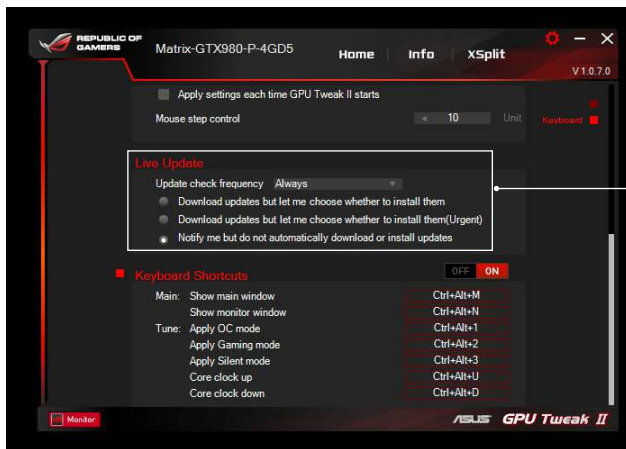 REPUBLIC OF
GAMERS
Matrix-GTX980-P-4GD5
Home Info XSplit
V 1.0.7.0
Apply settings each time GPU Tweak II starts
Mouse step control 10 Unit
Keyboard
Live Update
Update check frequency Always
Download updates but let me choose whether to install them
Download updates but let me choose whether to install them(Urgent)
Notify me but do not automatically download or install updates
Keyboard Shortcuts OFF ON
Main: Show main window Ctrl+Alt+M
Show monitor window Ctrl+Alt+N
Tune: Apply OC mode Ctrl+Alt+1
Apply Gaming mode Ctrl+Alt+2
Apply Silent mode Ctrl+Alt+3
Core clock up Ctrl+Alt+U
Core clock down Ctrl+Alt+D
Monitor
ASUS GPU Tweak II